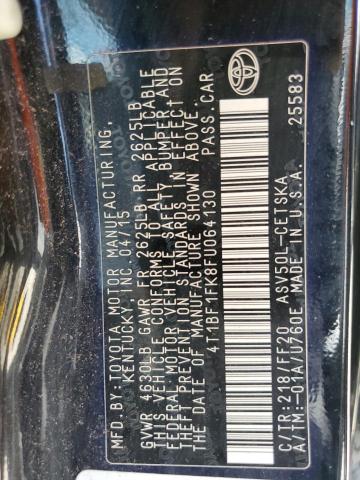 MFD. BY: TOYOTA MOTOR MANUFACTURING,
KENTUCKY, INC. 04/15
GVWR 4630LB GAWR FR 2625LB RR 2625LB
THIS VEHICLE CONFORMS TO ALL APPLICABLE
FEDERAL MOTOR VEHICLE SAFETY, BUMPER AND
THEFT PREVENTION STANDARDS IN EFFECT ON
THE DATE OF MANUFACTURE SHOWN ABOVE.
4T1BF1FK8FU064130 PASS.CAR
C/TR:218/FF20 ASV50L-CETSKA
A/TM:-01A/U760E MADE IN U.S.A. 25583